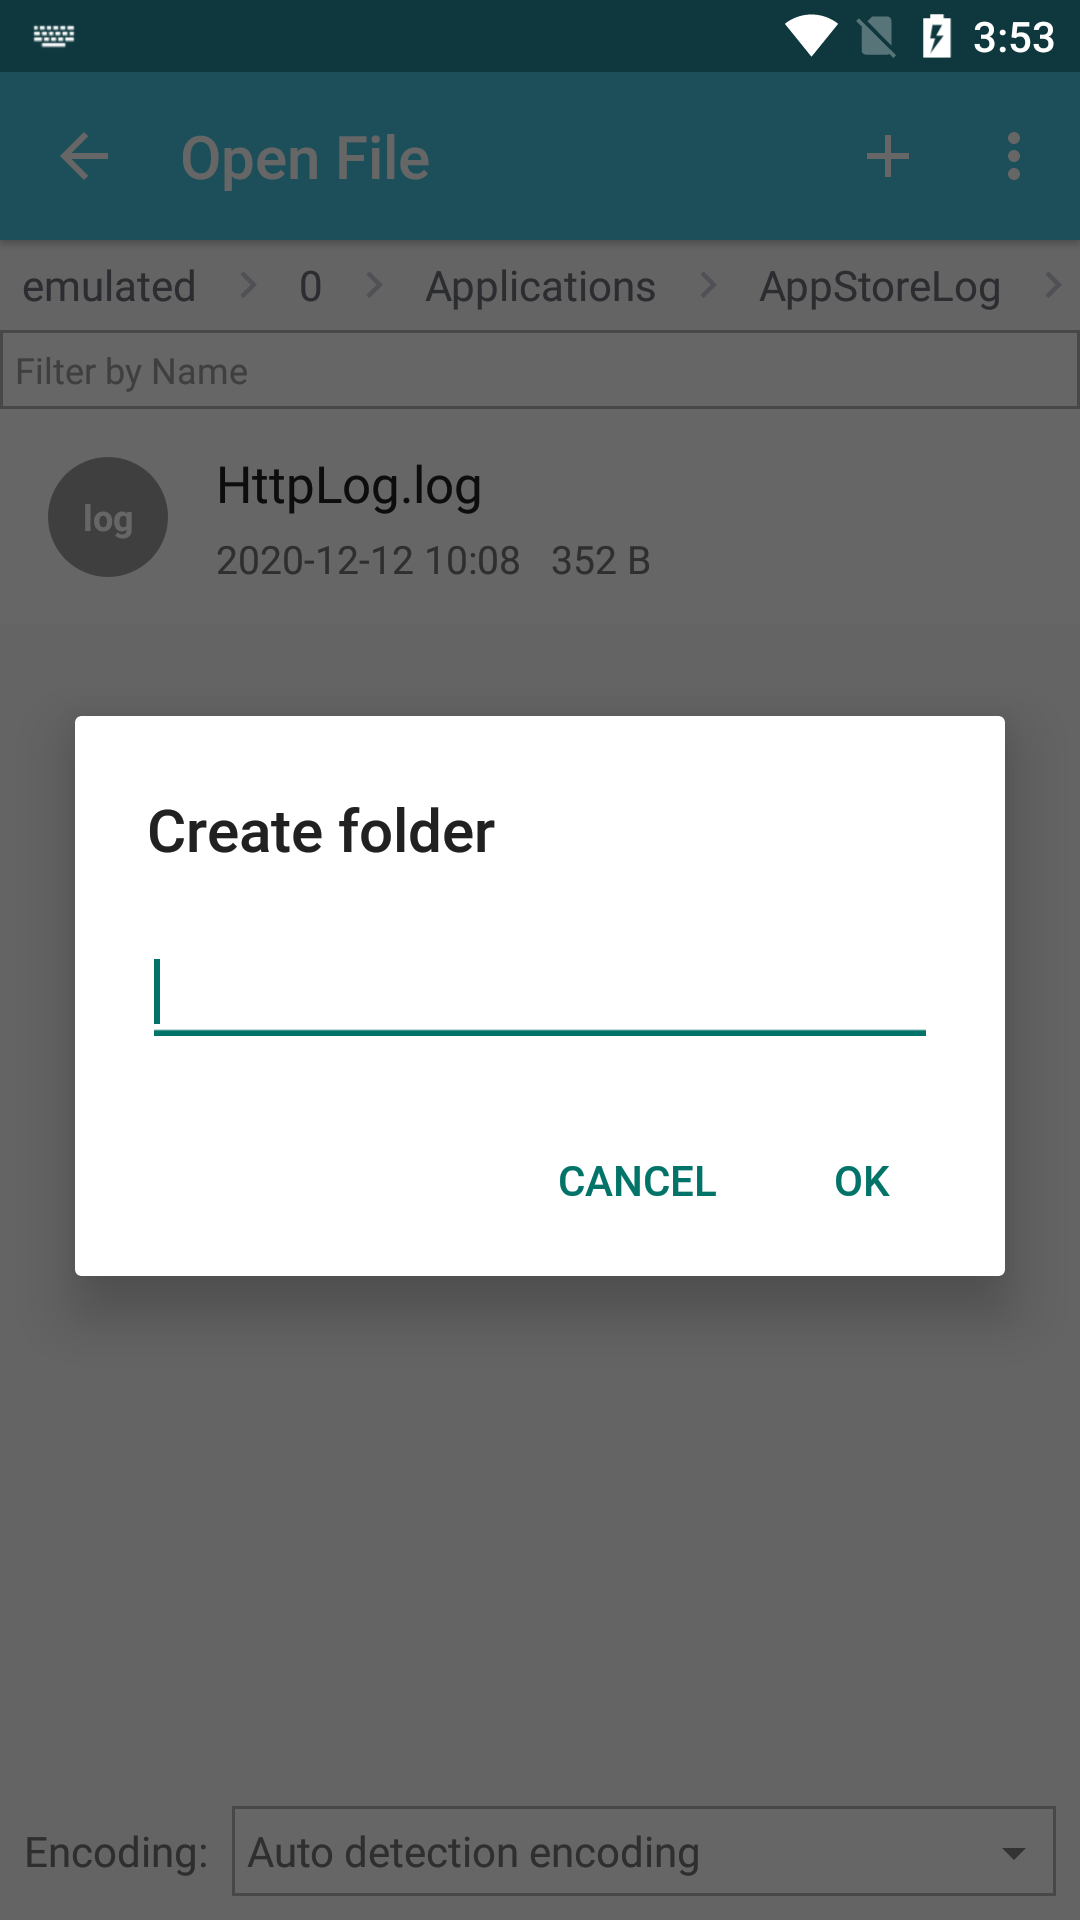 3:53
Open File
emulated 0 Applications AppStoreLog
Filter by Name
log
HttpLog.log
2020-12-12 10:08 352 B
Create folder
CANCEL OK
Encoding: Auto detection encoding